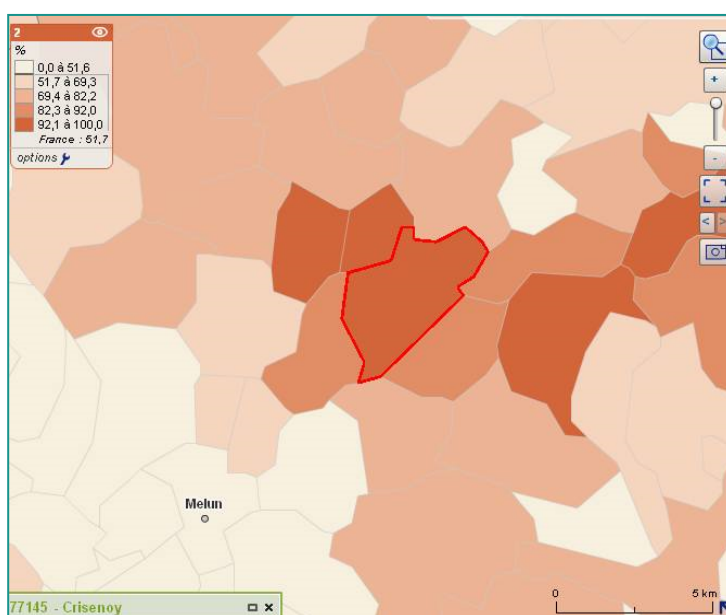 2
%
0,0 à 51,6
51,7 à 69,3
69,4 à 82,2
82,3 à 92,0
92,1 à 100,0
France : 51,7
options
+
-
< >
Melun
0 5 km
77145 - Crisenoy